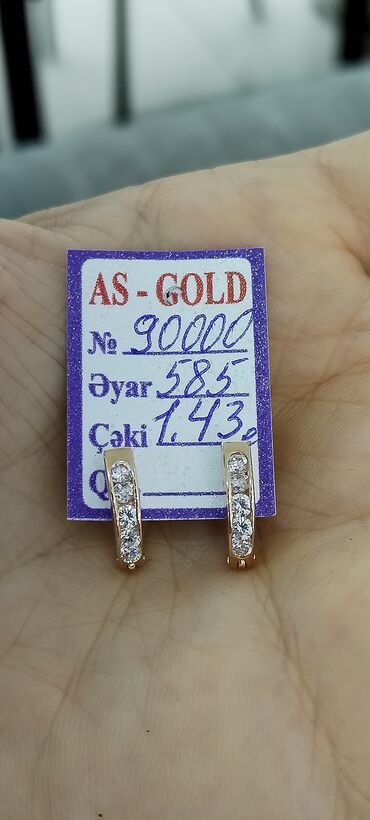 AS - GOLD
№ 90000
Əyar 585
Çəki 1.43
Q